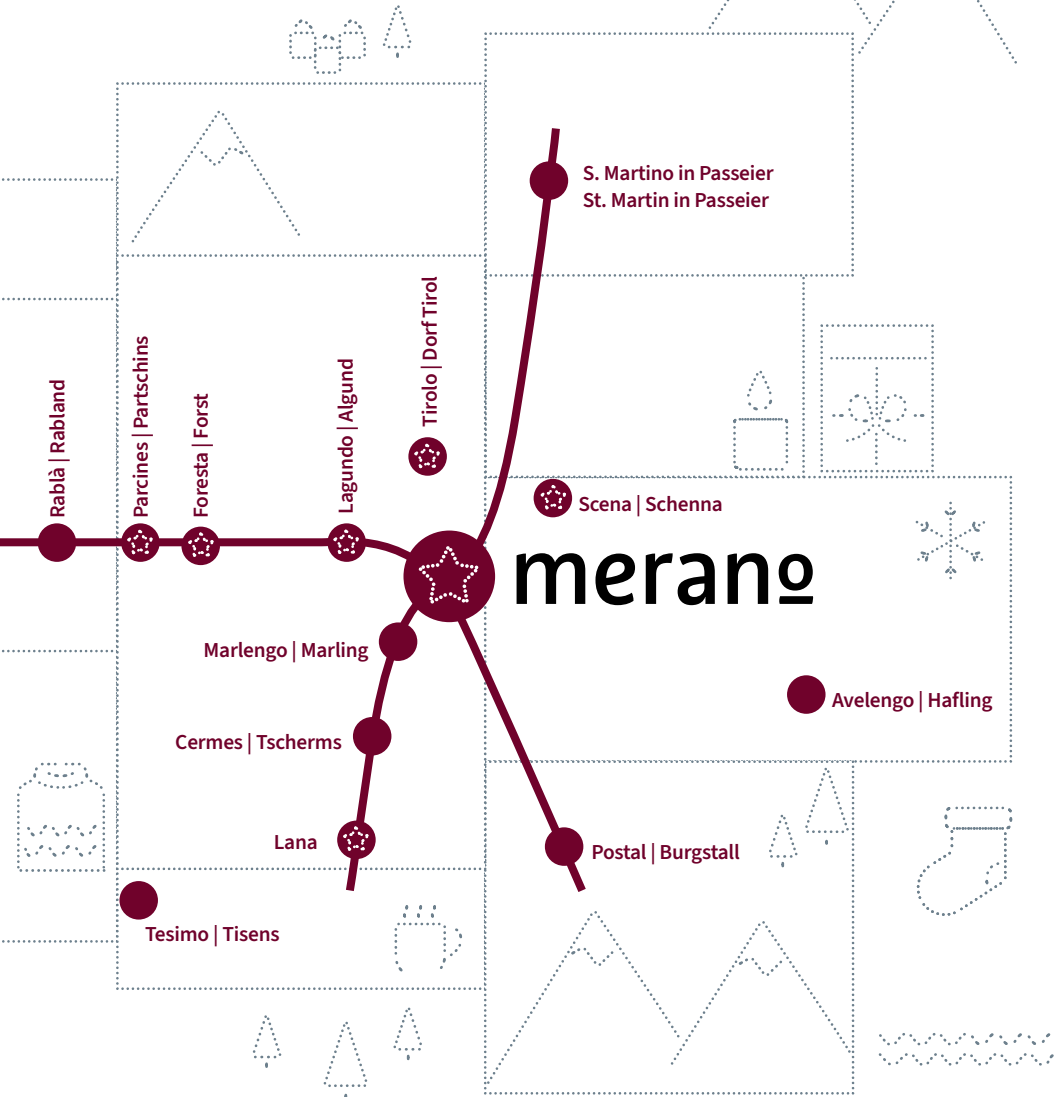 S. Martino in Passeier
St. Martin in Passeier
Rablà | Rabland
Parcines | Partschins
Foresta | Forst
Lagundo | Algund
Tirolo | Dorf Tirol
Scena | Schenna
merano
Marlengo | Marling
Avelengo | Hafling
Cermes | Tscherms
Lana
Postal | Burgstall
Tesimo | Tisens